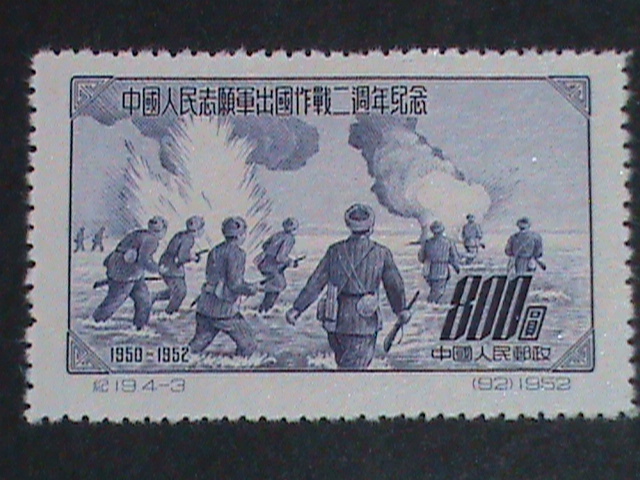 中國人民志願軍出國作戰二週年紀念
1950-1952
800圓
中國人民郵政
紀19.4-3
(92)1952